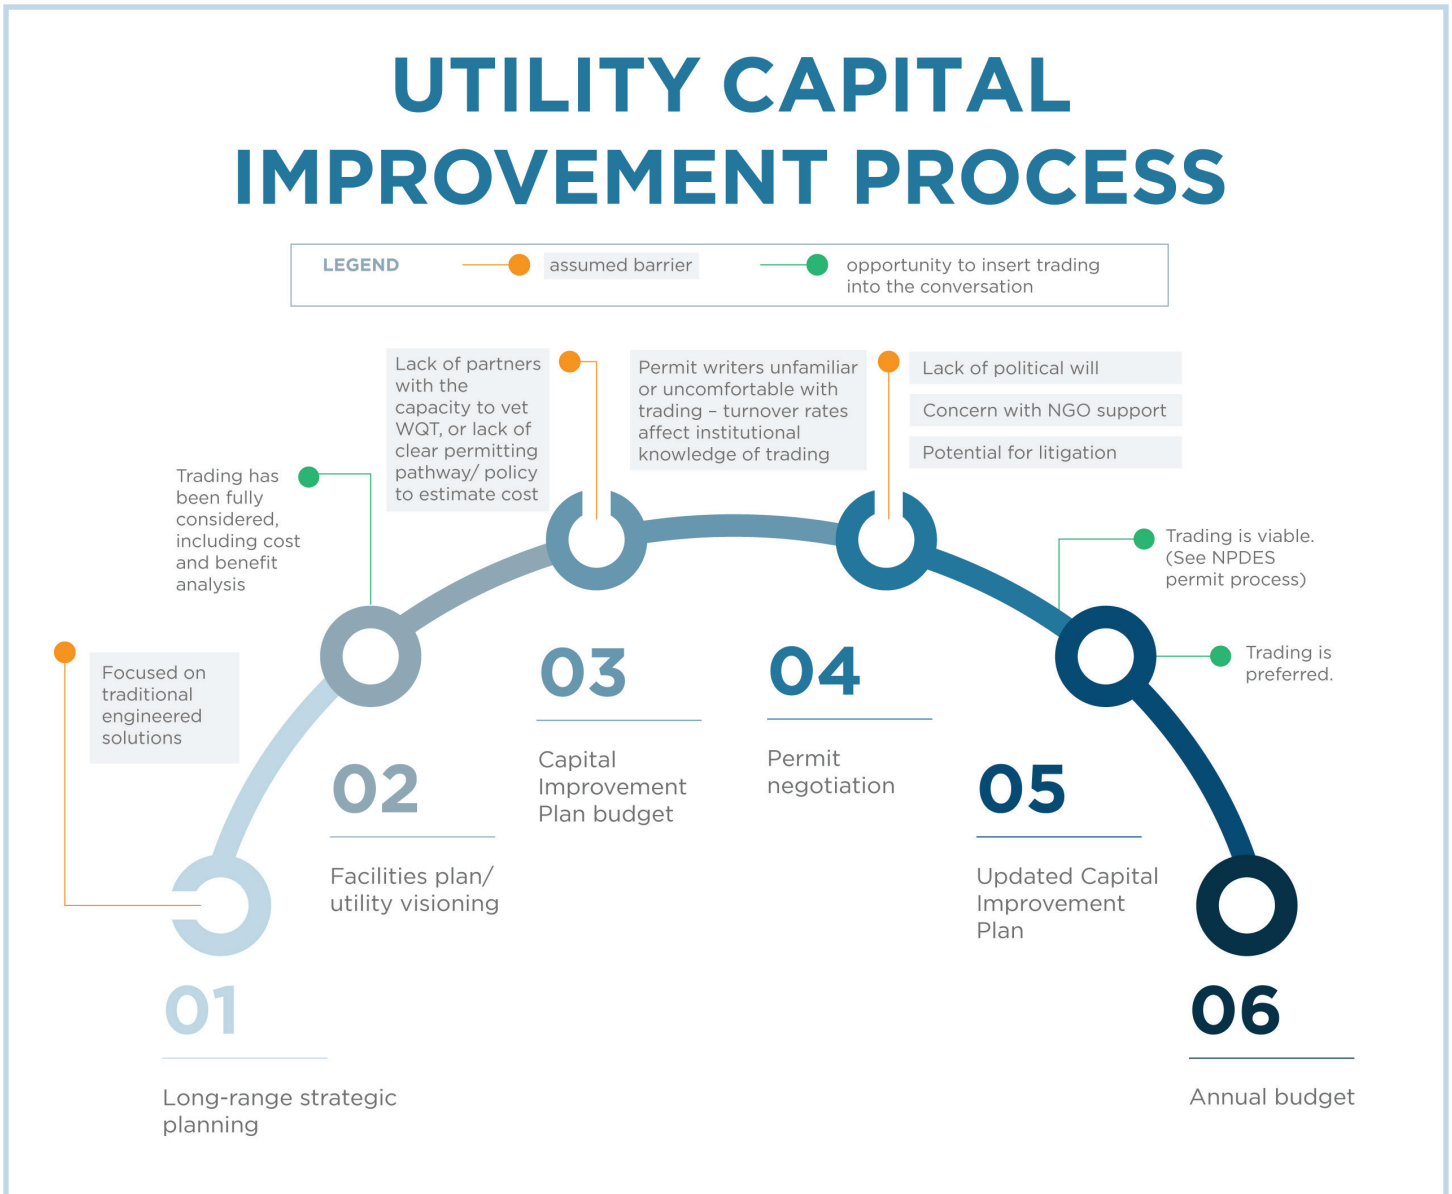 UTILITY CAPITAL
IMPROVEMENT PROCESS
LEGEND
assumed barrier
opportunity to insert trading
into the conversation
Focused on
traditional
engineered
solutions
Trading has
been fully
considered,
including cost
and benefit
analysis
Lack of partners
with the
capacity to vet
WQT, or lack of
clear permitting
pathway/ policy
to estimate cost
Permit writers unfamiliar
or uncomfortable with
trading – turnover rates
affect institutional
knowledge of trading
Lack of political will
Concern with NGO support
Potential for litigation
Trading is viable.
(See NPDES
permit process)
Trading is
preferred.
01
Long-range strategic
planning
02
Facilities plan/
utility visioning
03
Capital
Improvement
Plan budget
04
Permit
negotiation
05
Updated Capital
Improvement
Plan
06
Annual budget